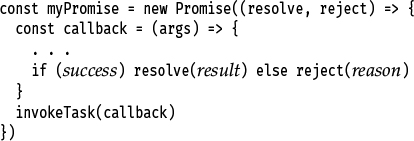 const myPromise = new Promise((resolve, reject) => {
  const callback = (args) => {
    . . .
    if (success) resolve(result) else reject(reason)
  }
  invokeTask(callback)
})